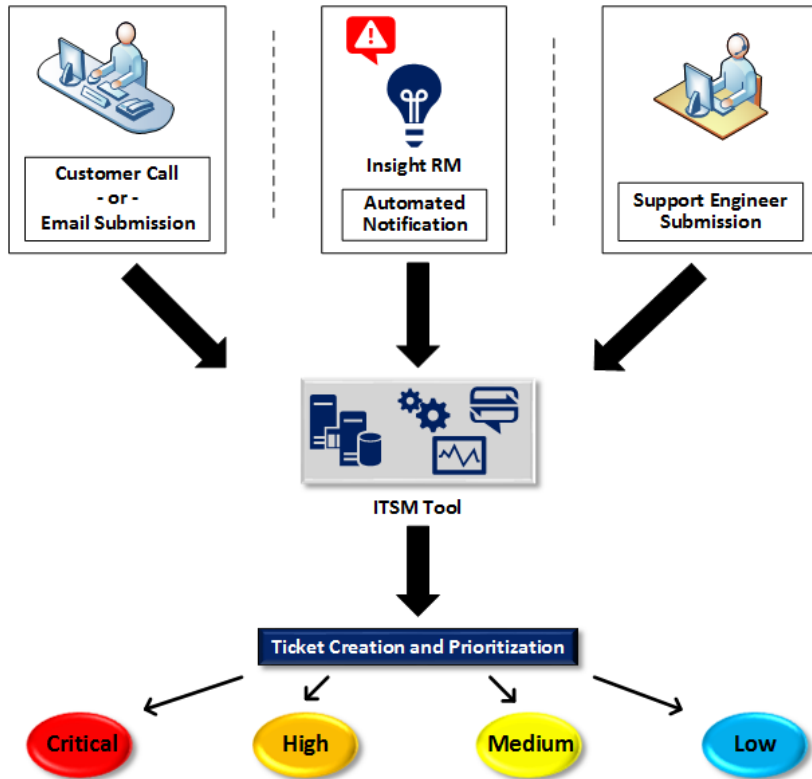 Customer Call
- or -
Email Submission
Insight RM
Automated
Notification
Support Engineer
Submission
ITSM Tool
Ticket Creation and Prioritization
Critical
High
Medium
Low